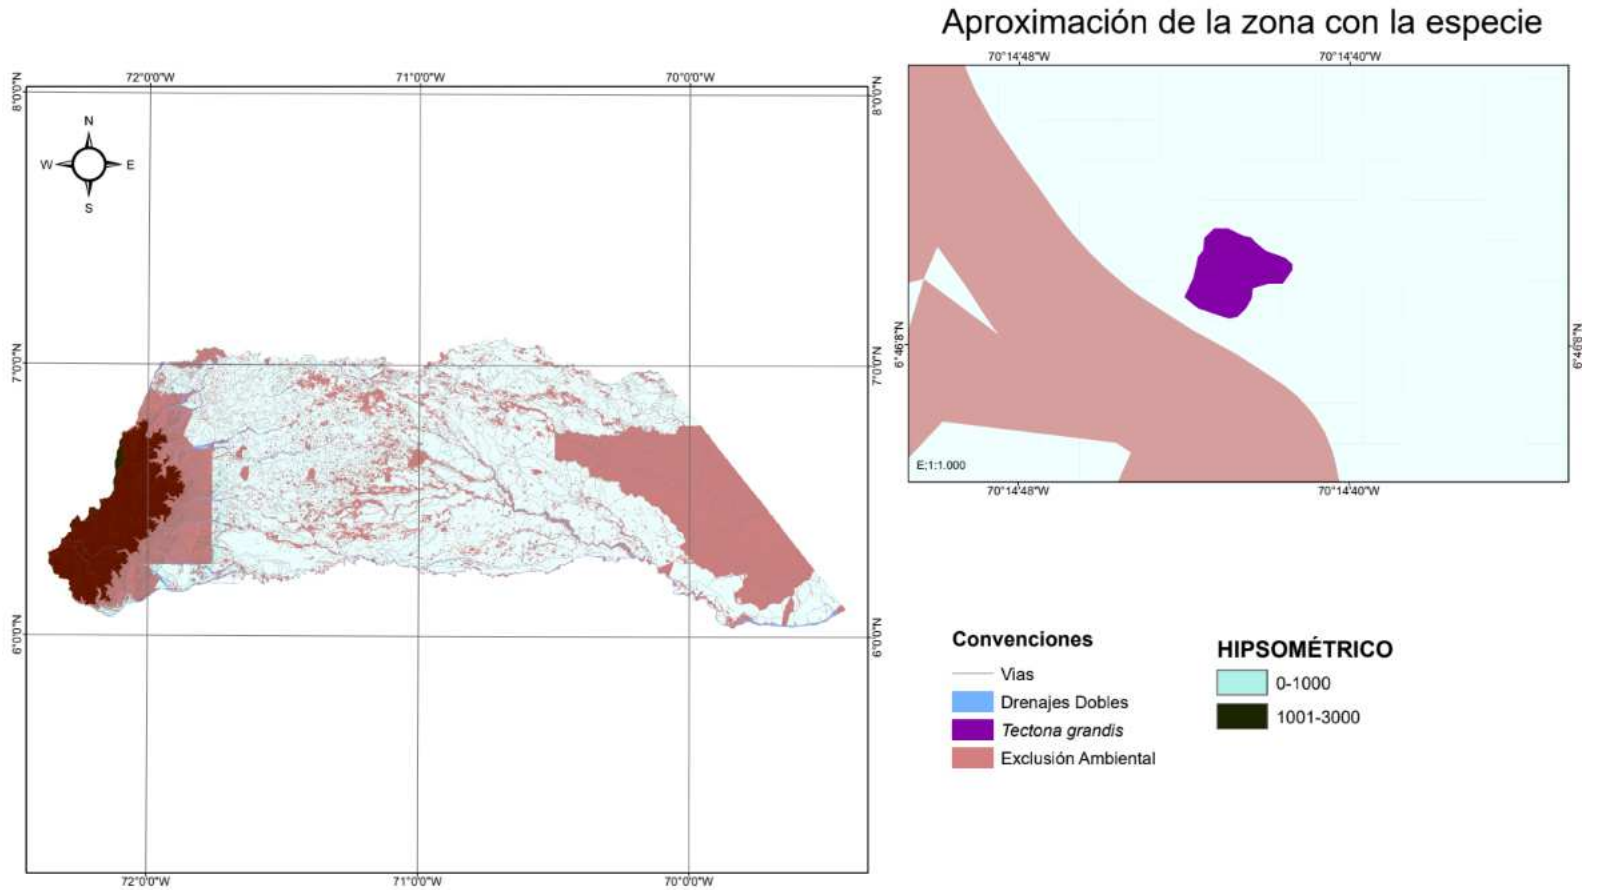 Aproximación de la zona con la especie
72°0'0"W
71°0'0"W
70°0'0"W
8°0'0"N
8°0'0"N
N
W
E
S
7°0'0"N
7°0'0"N
6°0'0"N
6°0'0"N
72°0'0"W
71°0'0"W
70°0'0"W
70°14'48"W
70°14'40"W
6°46'8"N
6°46'8"N
E;1:1.000
70°14'48"W
70°14'40"W
Convenciones
Vias
Drenajes Dobles
Tectona grandis
Exclusión Ambiental
HIPSOMÉTRICO
0-1000
1001-3000